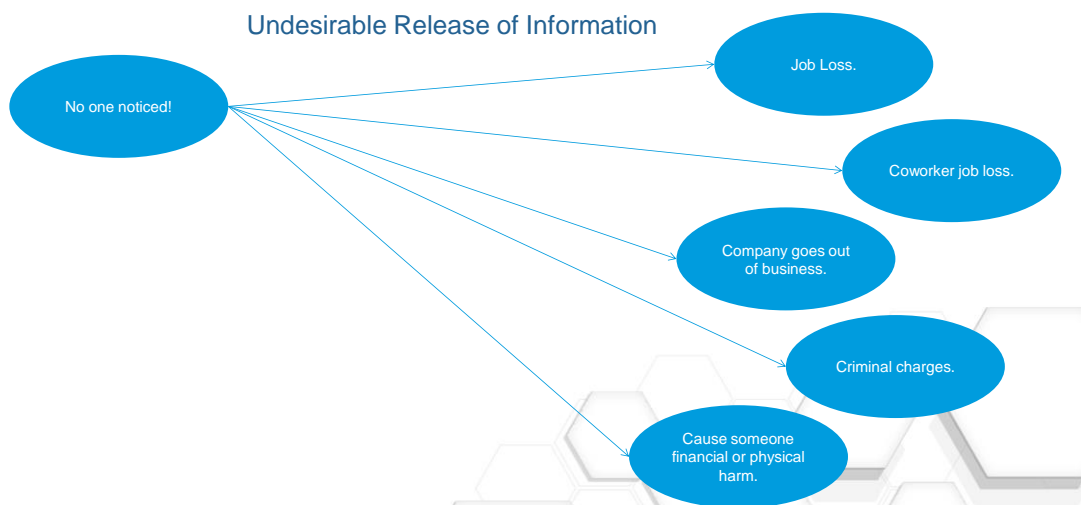 Undesirable Release of Information
Job Loss.
No one noticed!
Coworker job loss.
Company goes out
of business.
Criminal charges.
Cause someone
financial or physical
harm.